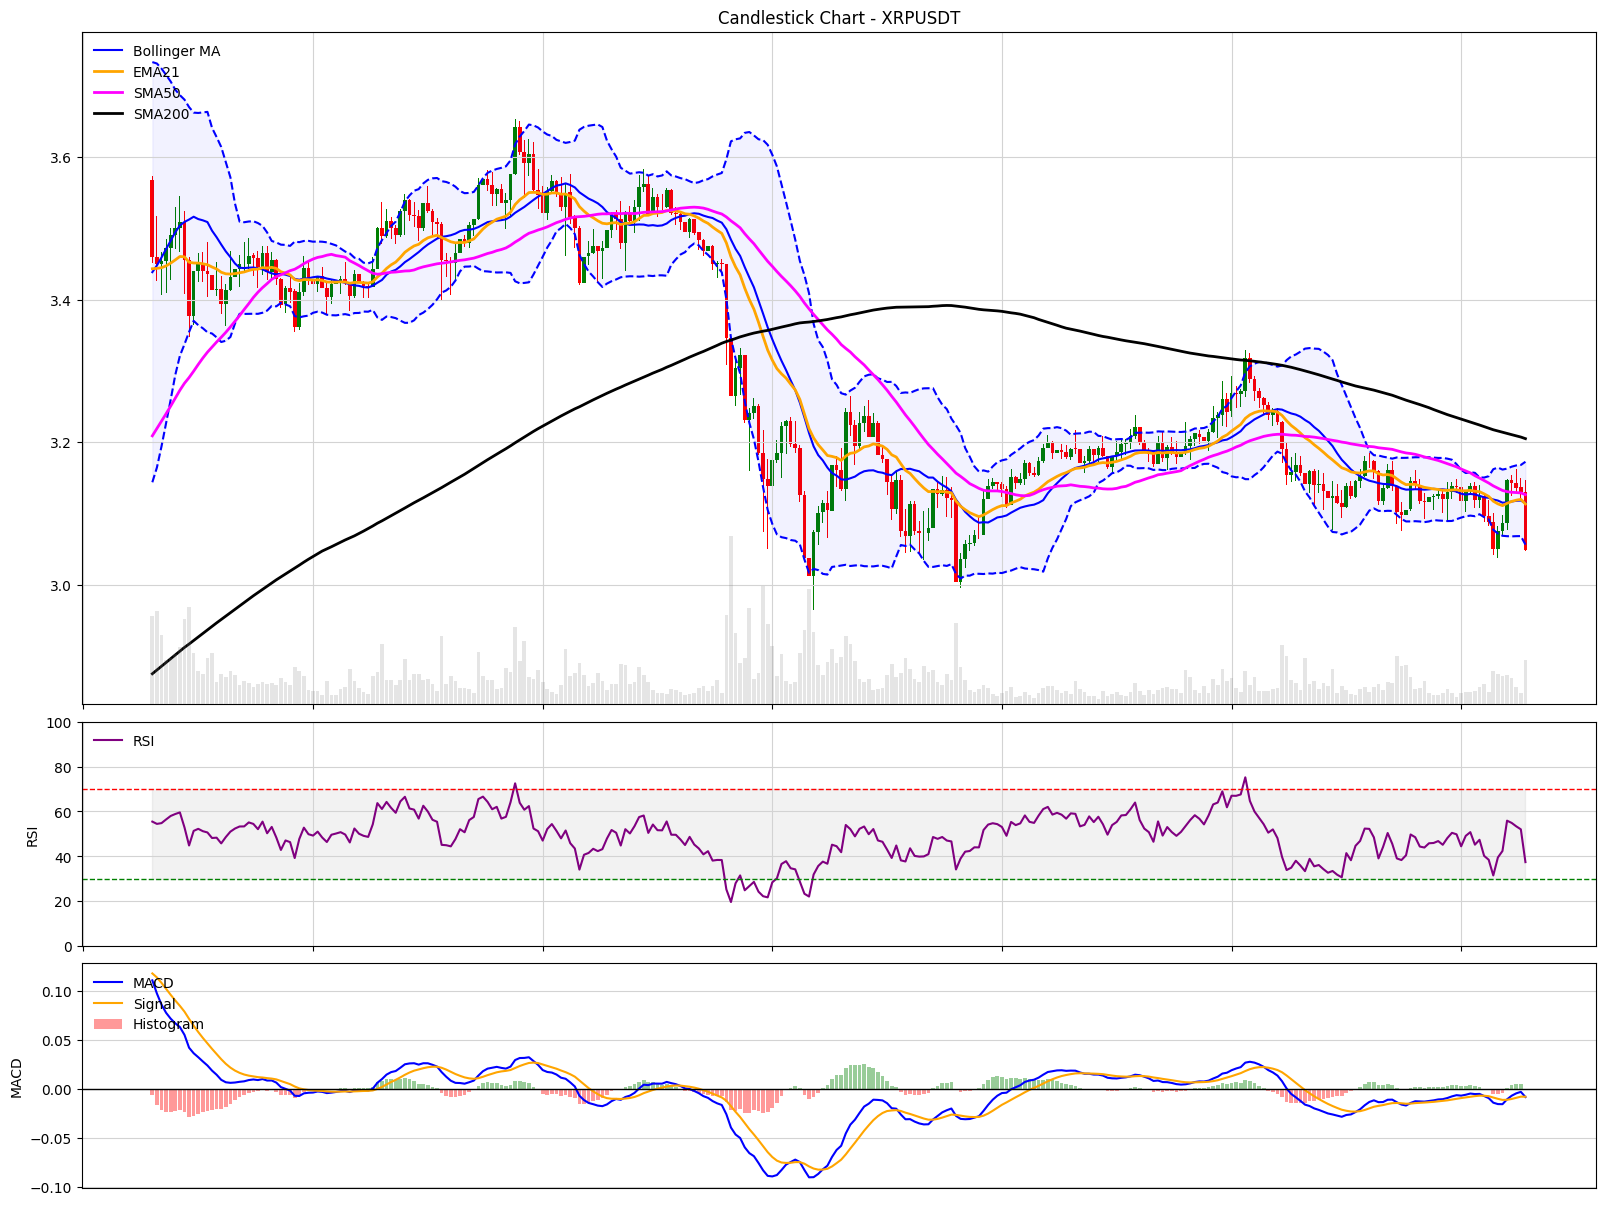 Candlestick Chart - XRPUSDT
Bollinger MA
EMA21
SMA50
SMA200
3.6
3.4
3.2
3.0
RSI
100
80
60
40
20
0
RSI
MACD
Signal
Histogram
0.10
0.05
0.00
−0.05
−0.10
MACD